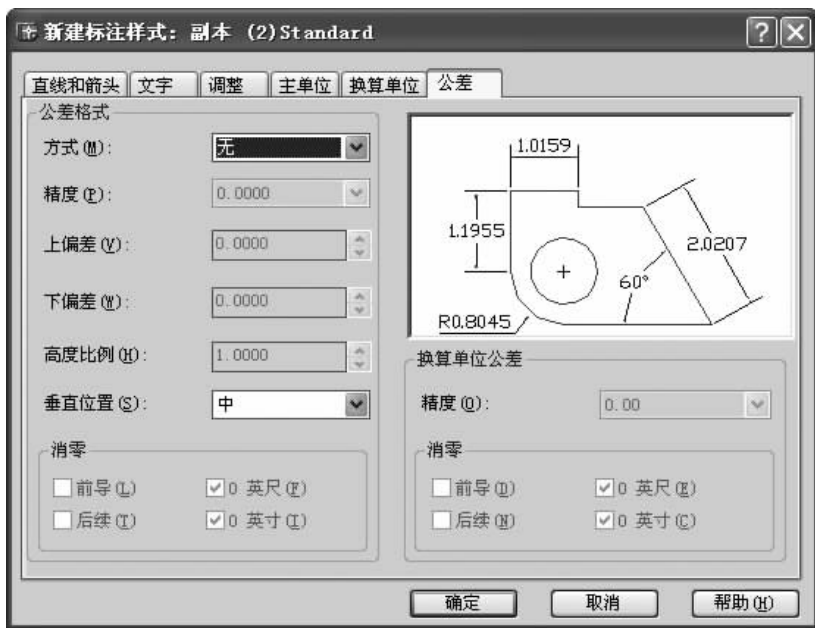 新建标注样式: 副本 (2)Standard
直线和箭头 文字 调整 主单位 换算单位 公差
公差格式
方式(M): 无
精度(P): 0.0000
上偏差(V): 0.0000
下偏差(W): 0.0000
高度比例(H): 1.0000
垂直位置(S): 中
消零
前导(L) 0 英尺(F)
后续(T) 0 英寸(I)
1.0159
1.1955
2.0207
60°
R0.8045
换算单位公差
精度(O): 0.00
消零
前导(D) 0 英尺(E)
后续(N) 0 英寸(C)
确定 取消 帮助(H)